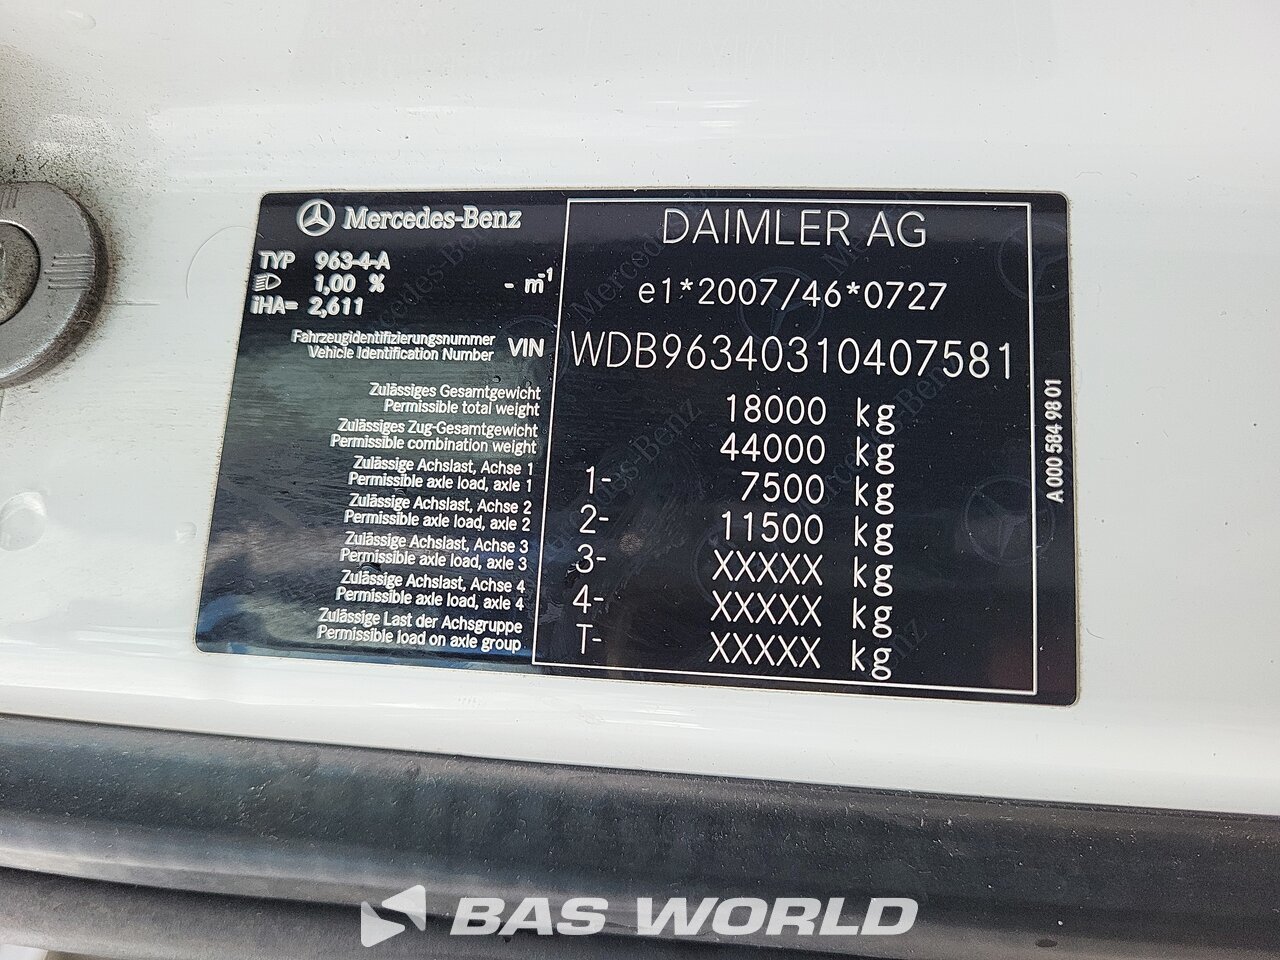 Mercedes-Benz
DAIMLER AG
TYP 963-4-A
1,00 % - m⁻¹
iHA= 2,611
e1*2007/46*0727
Fahrzeugidentifizierungsnummer
Vehicle Identification Number VIN WDB96340310407581
Zulässiges Gesamtgewicht
Permissible total weight 18000 kg
Zulässiges Zug-Gesamtgewicht
Permissible combination weight 44000 kg
Zulässige Achslast, Achse 1
Permissible axle load, axle 1 1- 7500 kg
Zulässige Achslast, Achse 2
Permissible axle load, axle 2 2- 11500 kg
Zulässige Achslast, Achse 3
Permissible axle load, axle 3 3- XXXXX kg
Zulässige Achslast, Achse 4
Permissible axle load, axle 4 4- XXXXX kg
Zulässige Last der Achsgruppe
Permissible load on axle group T- XXXXX kg
A 000 584 98 01
BAS WORLD